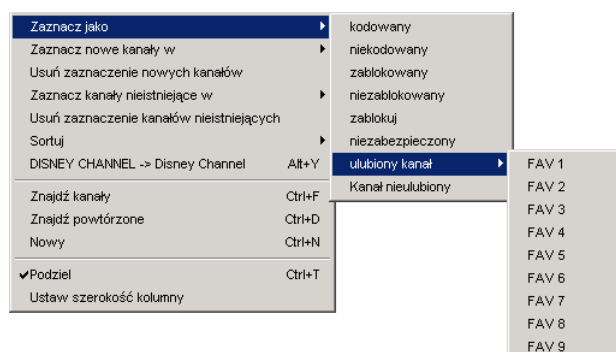 Zaznacz jako
Zaznacz nowe kanały w
Usuń zaznaczenie nowych kanałów
Zaznacz kanały nieistniejące w
Usuń zaznaczenie kanałów nieistniejących
Sortuj
DISNEY CHANNEL -> Disney Channel Alt+Y
Znajdź kanały Ctrl+F
Znajdź powtórzone Ctrl+D
Nowy Ctrl+N
✔Podziel Ctrl+T
Ustaw szerokość kolumny
kodowany
niekodowany
zablokowany
niezablokowany
zablokuj
niezabezpieczony
ulubiony kanał
Kanał nieulubiony
FAV 1
FAV 2
FAV 3
FAV 4
FAV 5
FAV 6
FAV 7
FAV 8
FAV 9